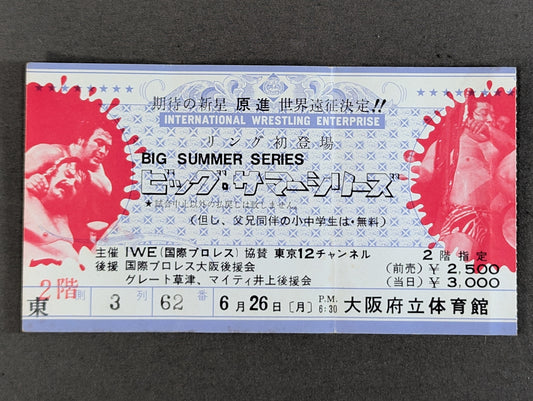 期待の新星 原進 世界遠征決定!!
INTERNATIONAL WRESTLING ENTERPRISE
リング初登場
BIG SUMMER SERIES
ビッグ・サマーシリーズ
(但し、父兄同伴の小中学生は・無料)
主催 IWE(国際プロレス)協賛 東京12チャンネル
後援 国際プロレス大阪後援会
グレート草津、マイティ井上後援会
2階指定
(前売) ¥2,500
(当日) ¥3,000
2階
東 側 3 列 62 番 6月26日〔月〕 P.M. 6:30 大阪府立体育館